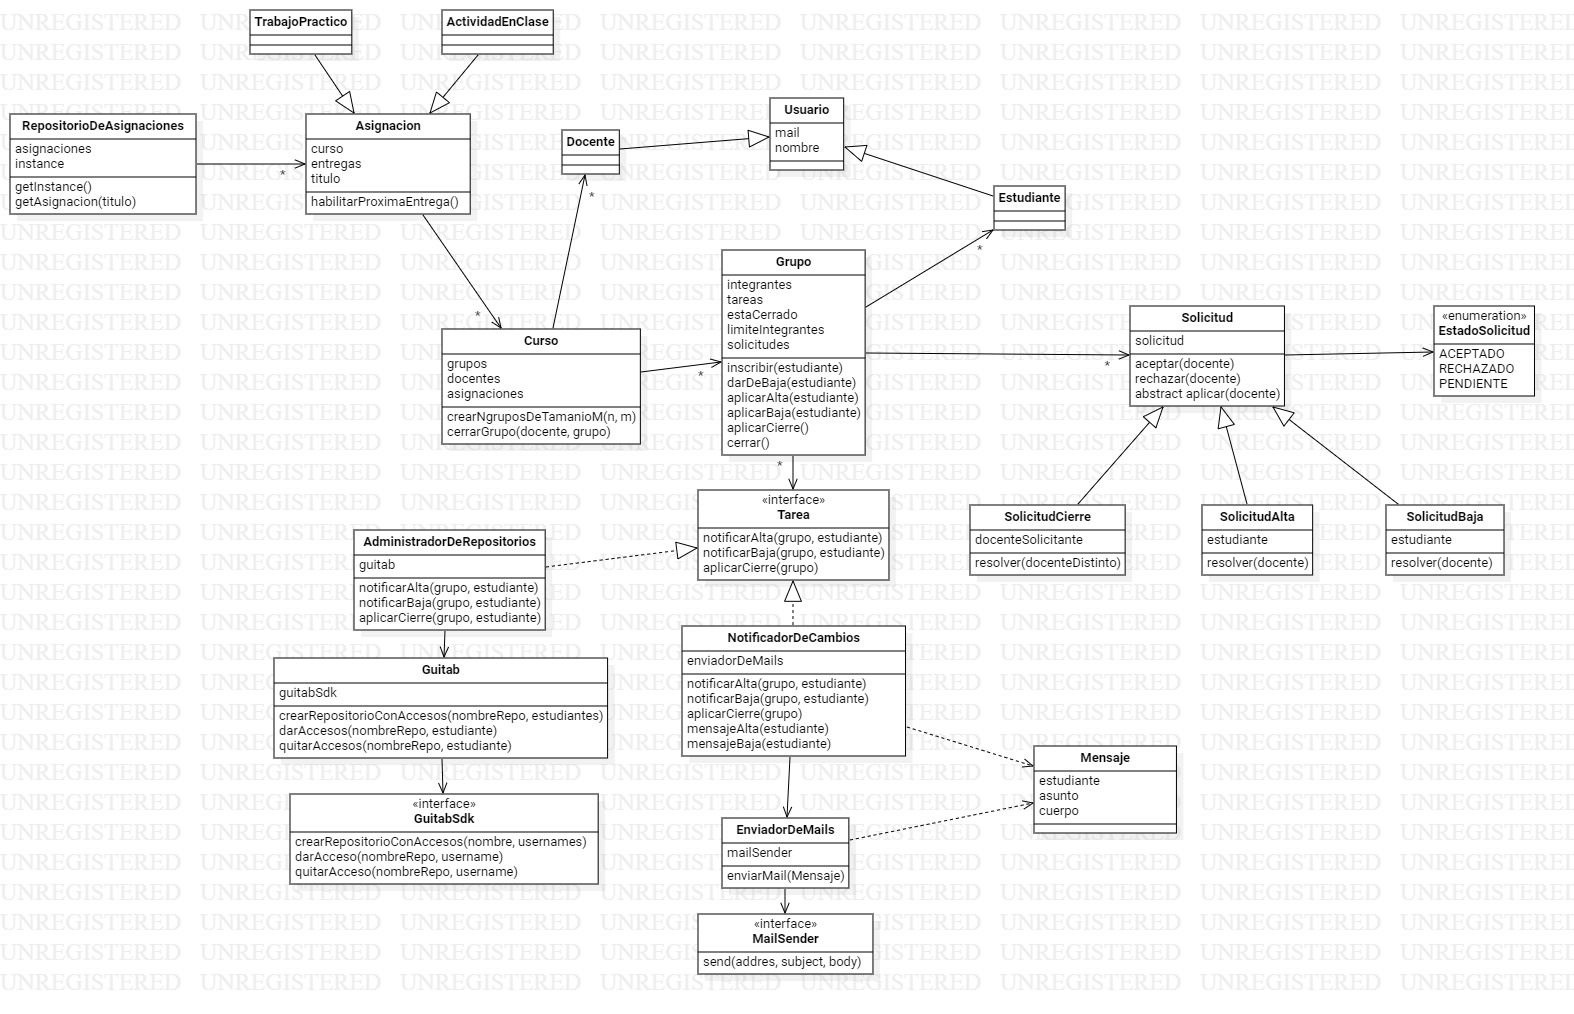 TrabajoPractico
ActividadEnClase
RepositorioDeAsignaciones
asignaciones
instance
getInstance()
getAsignacion(titulo)
*
Asignacion
curso
entregas
titulo
habilitarProximaEntrega()
*
Docente
*
Usuario
mail
nombre
Estudiante
*
Curso
grupos
docentes
asignaciones
crearNgruposDeTamanioM(n, m)
cerrarGrupo(docente, grupo)
*
Grupo
integrantes
tareas
estaCerrado
limiteIntegrantes
solicitudes
inscribir(estudiante)
darDeBaja(estudiante)
aplicarAlta(estudiante)
aplicarBaja(estudiante)
aplicarCierre()
cerrar()
*
*
Solicitud
solicitud
aceptar(docente)
rechazar(docente)
abstract aplicar(docente)
«enumeration»
EstadoSolicitud
ACEPTADO
RECHAZADO
PENDIENTE
SolicitudCierre
docenteSolicitante
resolver(docenteDistinto)
SolicitudAlta
estudiante
resolver(docente)
SolicitudBaja
estudiante
resolver(docente)
«interface»
Tarea
notificarAlta(grupo, estudiante)
notificarBaja(grupo, estudiante)
aplicarCierre(grupo)
AdministradorDeRepositorios
guitab
notificarAlta(grupo, estudiante)
notificarBaja(grupo, estudiante)
aplicarCierre(grupo, estudiante)
Guitab
guitabSdk
crearRepositorioConAccesos(nombreRepo, estudiantes)
darAccesos(nombreRepo, estudiante)
quitarAccesos(nombreRepo, estudiante)
«interface»
GuitabSdk
crearRepositorioConAccesos(nombre, usernames)
darAcceso(nombreRepo, username)
quitarAcceso(nombreRepo, username)
NotificadorDeCambios
enviadorDeMails
notificarAlta(grupo, estudiante)
notificarBaja(grupo, estudiante)
aplicarCierre(grupo)
mensajeAlta(estudiante)
mensajeBaja(estudiante)
Mensaje
estudiante
asunto
cuerpo
EnviadorDeMails
mailSender
enviarMail(Mensaje)
«interface»
MailSender
send(addres, subject, body)